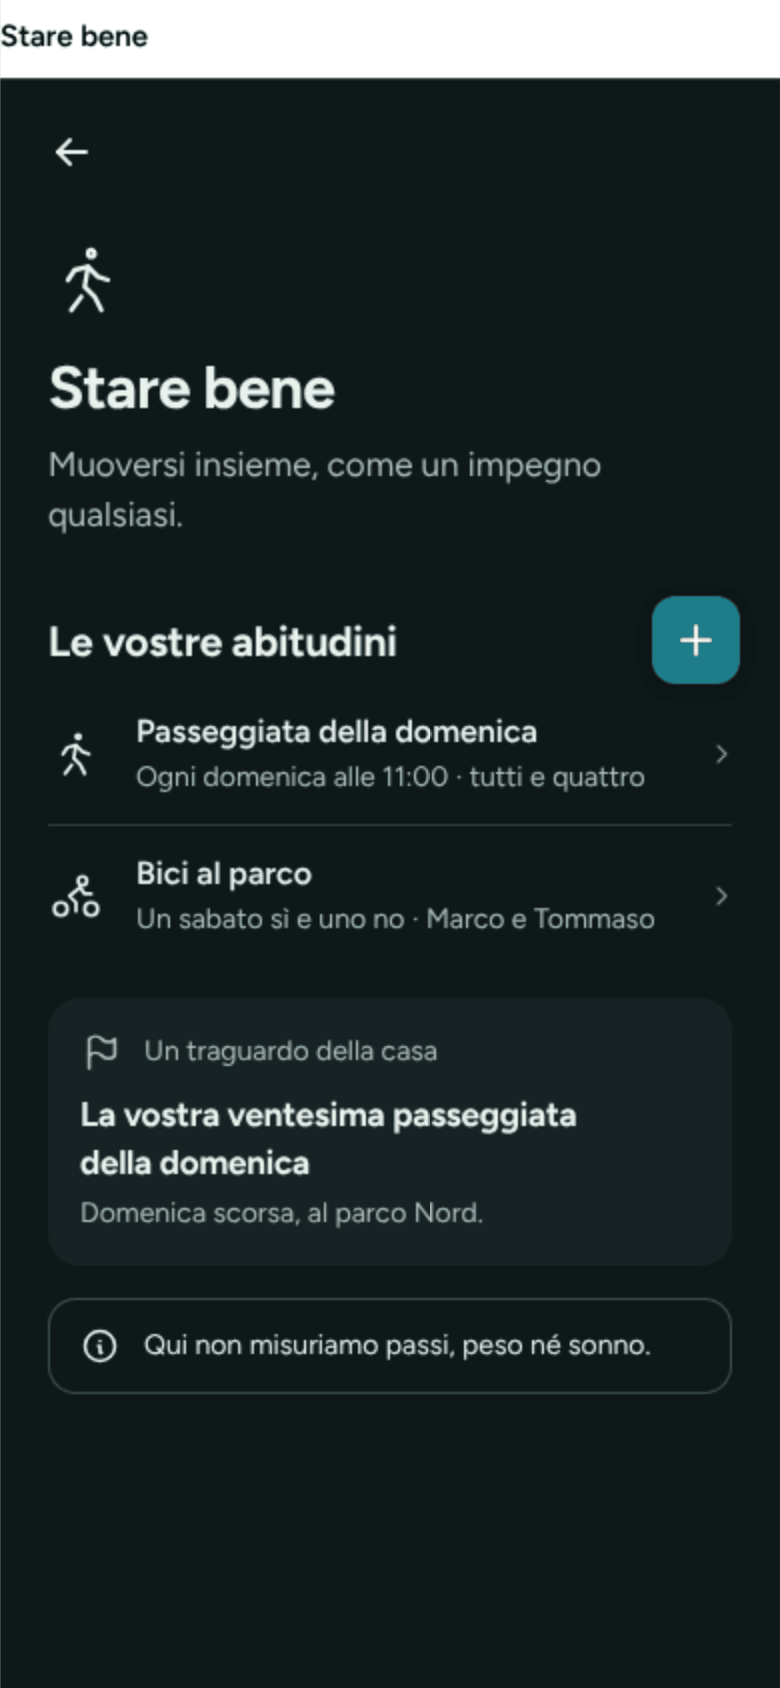 Stare bene
Stare bene
Muoversi insieme, come un impegno
qualsiasi.
Le vostre abitudini
Passeggiata della domenica
Ogni domenica alle 11:00 · tutti e quattro
Bici al parco
Un sabato sì e uno no · Marco e Tommaso
Un traguardo della casa
La vostra ventesima passeggiata
della domenica
Domenica scorsa, al parco Nord.
Qui non misuriamo passi, peso né sonno.